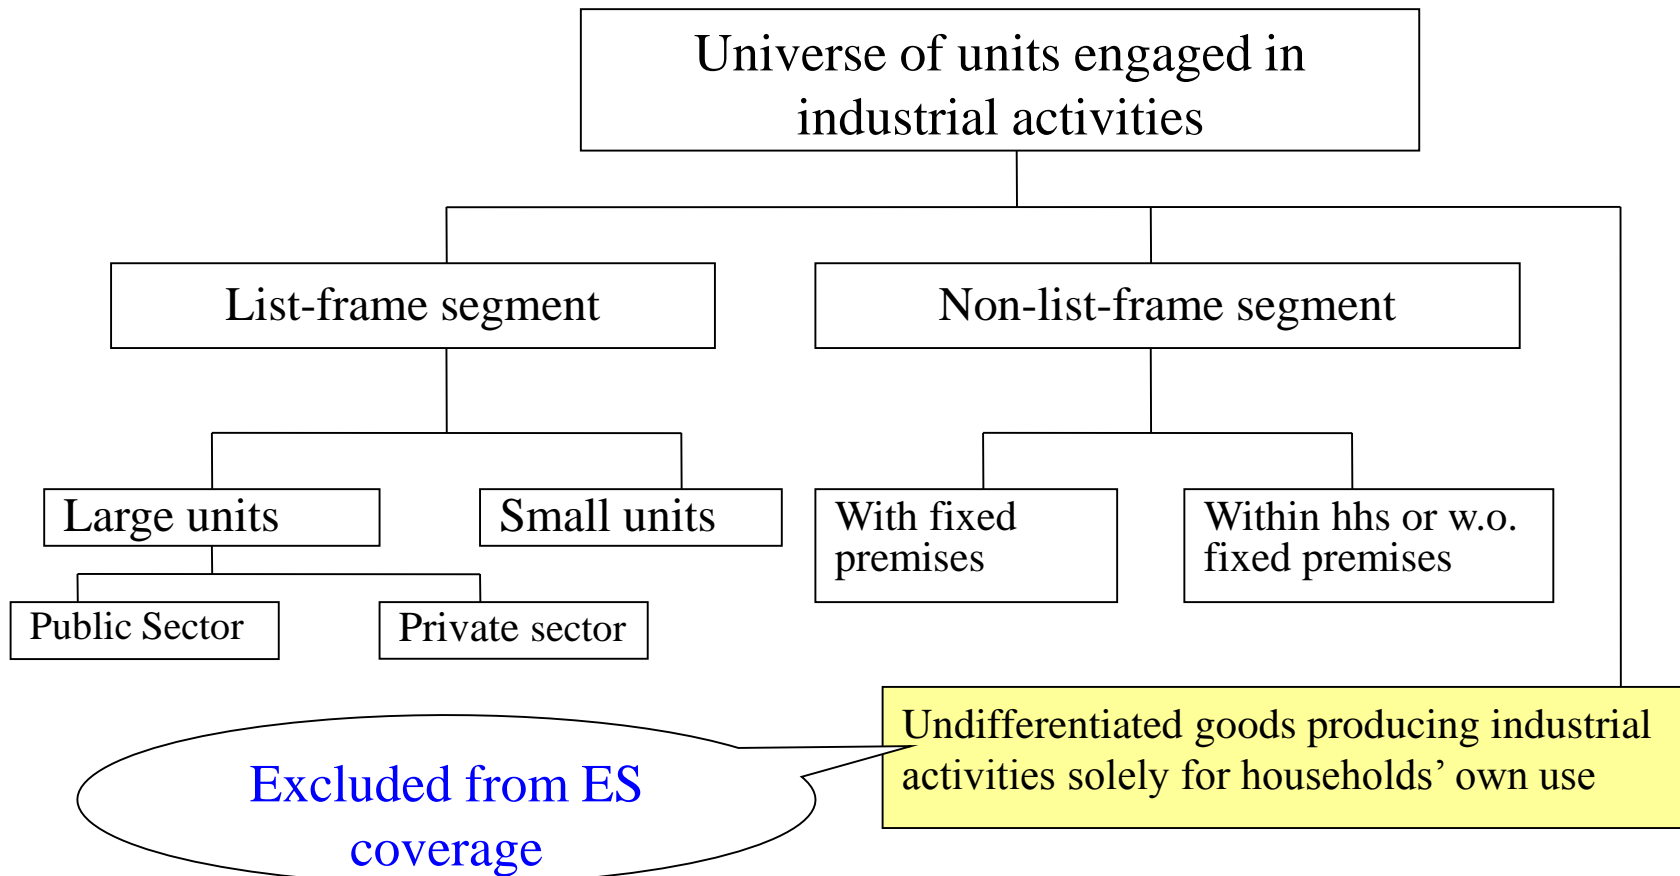 Universe of units engaged in
industrial activities
List-frame segment
Non-list-frame segment
Large units
Small units
With fixed
premises
Within hhs or w.o.
fixed premises
Public Sector
Private sector
Undifferentiated goods producing industrial
activities solely for households’ own use
Excluded from ES
coverage